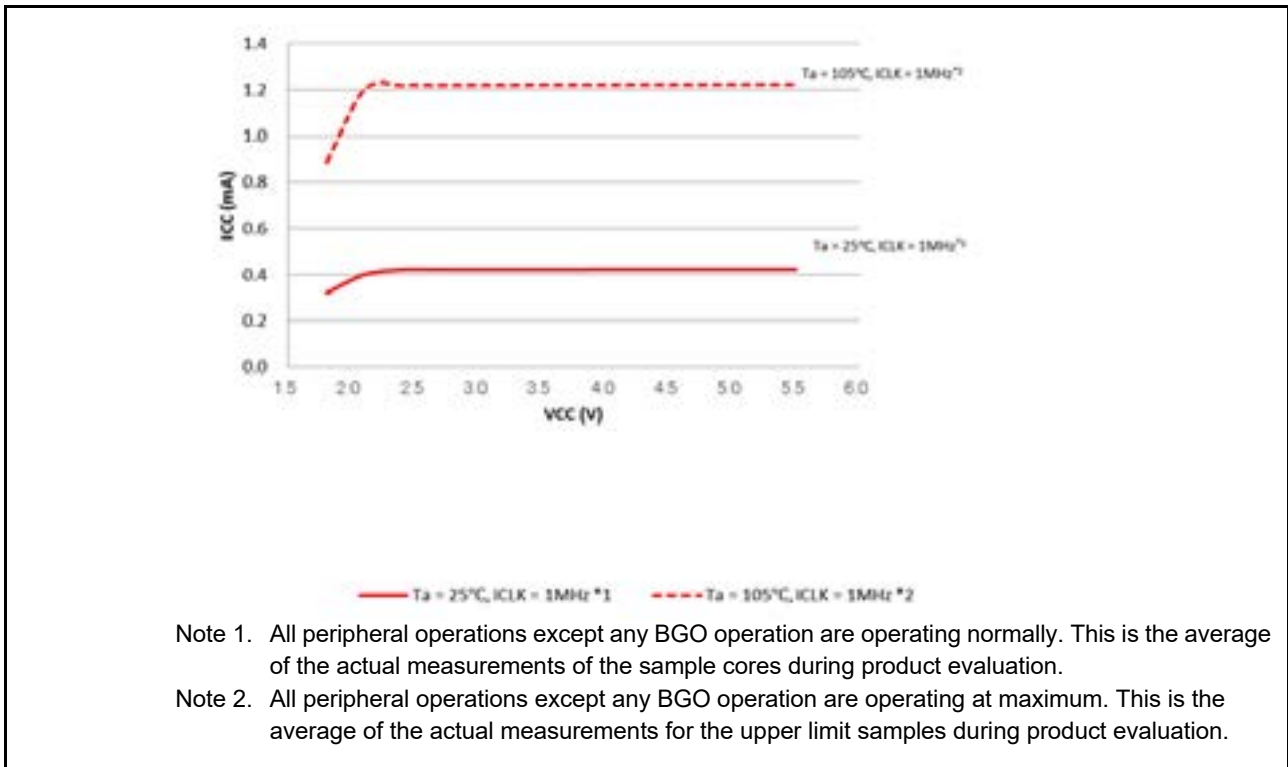 1.4
1.2
1.0
0.8
0.6
0.4
0.2
0.0
ICC (mA)
Ta = 105°C, ICLK = 1MHz*2
Ta = 25°C, ICLK = 1MHz*1
1.5 2.0 2.5 3.0 3.5 4.0 4.5 5.0 5.5 6.0
VCC (V)
Ta = 25°C, ICLK = 1MHz *1 Ta = 105°C, ICLK = 1MHz *2
Note 1. All peripheral operations except any BGO operation are operating normally. This is the average
of the actual measurements of the sample cores during product evaluation.
Note 2. All peripheral operations except any BGO operation are operating at maximum. This is the
average of the actual measurements for the upper limit samples during product evaluation.